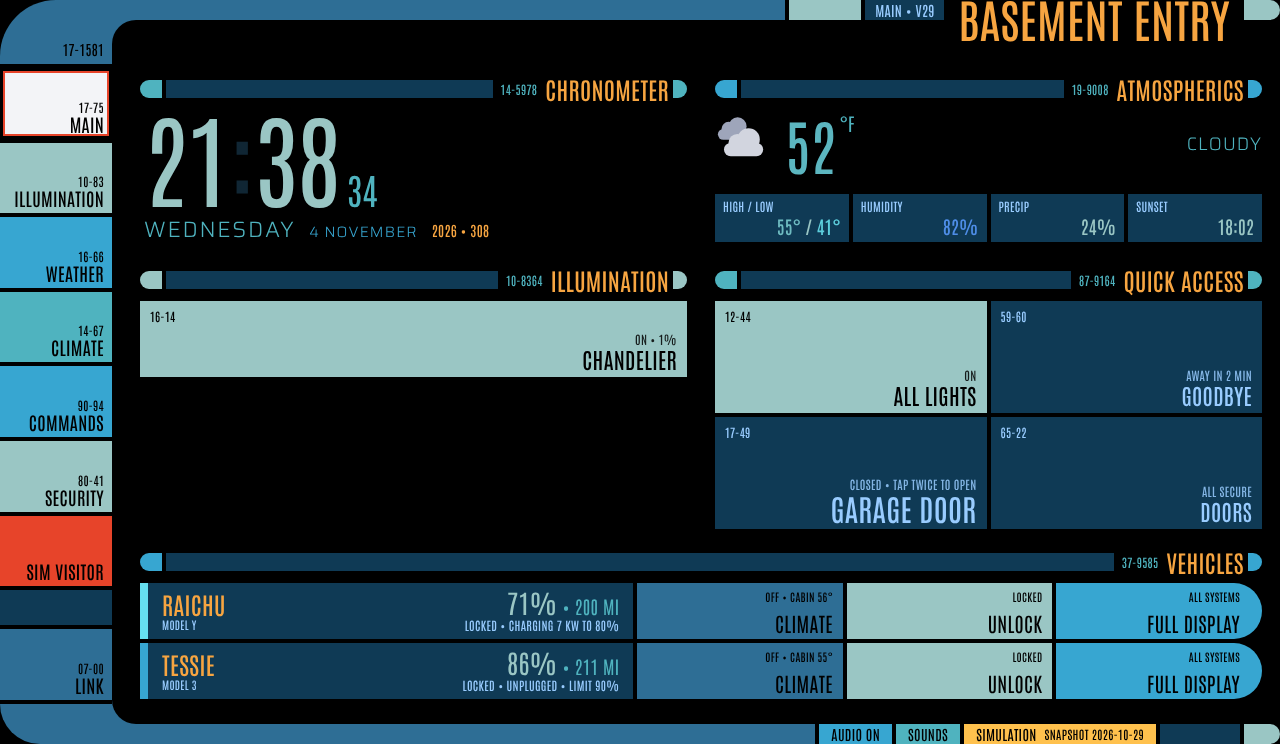 17-1581
MAIN • V29
BASEMENT ENTRY
17-75
MAIN
10-83
ILLUMINATION
16-66
WEATHER
14-67
CLIMATE
90-94
COMMANDS
80-41
SECURITY
SIM VISITOR
07-00
LINK
14-5978 CHRONOMETER
21:38 34
WEDNESDAY 4 NOVEMBER 2026 • 308
19-9008 ATMOSPHERICS
52 °F
CLOUDY
HIGH / LOW
55° / 41°
HUMIDITY
82%
PRECIP
24%
SUNSET
18:02
10-8364 ILLUMINATION
16-14
ON • 1%
CHANDELIER
87-9164 QUICK ACCESS
12-44
ON
ALL LIGHTS
59-60
AWAY IN 2 MIN
GOODBYE
17-49
CLOSED • TAP TWICE TO OPEN
GARAGE DOOR
65-22
ALL SECURE
DOORS
37-9585 VEHICLES
RAICHU
MODEL Y
71% • 200 MI
LOCKED • CHARGING 7 KW TO 80%
OFF • CABIN 56°
CLIMATE
LOCKED
UNLOCK
ALL SYSTEMS
FULL DISPLAY
TESSIE
MODEL 3
86% • 211 MI
LOCKED • UNPLUGGED • LIMIT 90%
OFF • CABIN 55°
CLIMATE
LOCKED
UNLOCK
ALL SYSTEMS
FULL DISPLAY
AUDIO ON
SOUNDS
SIMULATION SNAPSHOT 2026-10-29